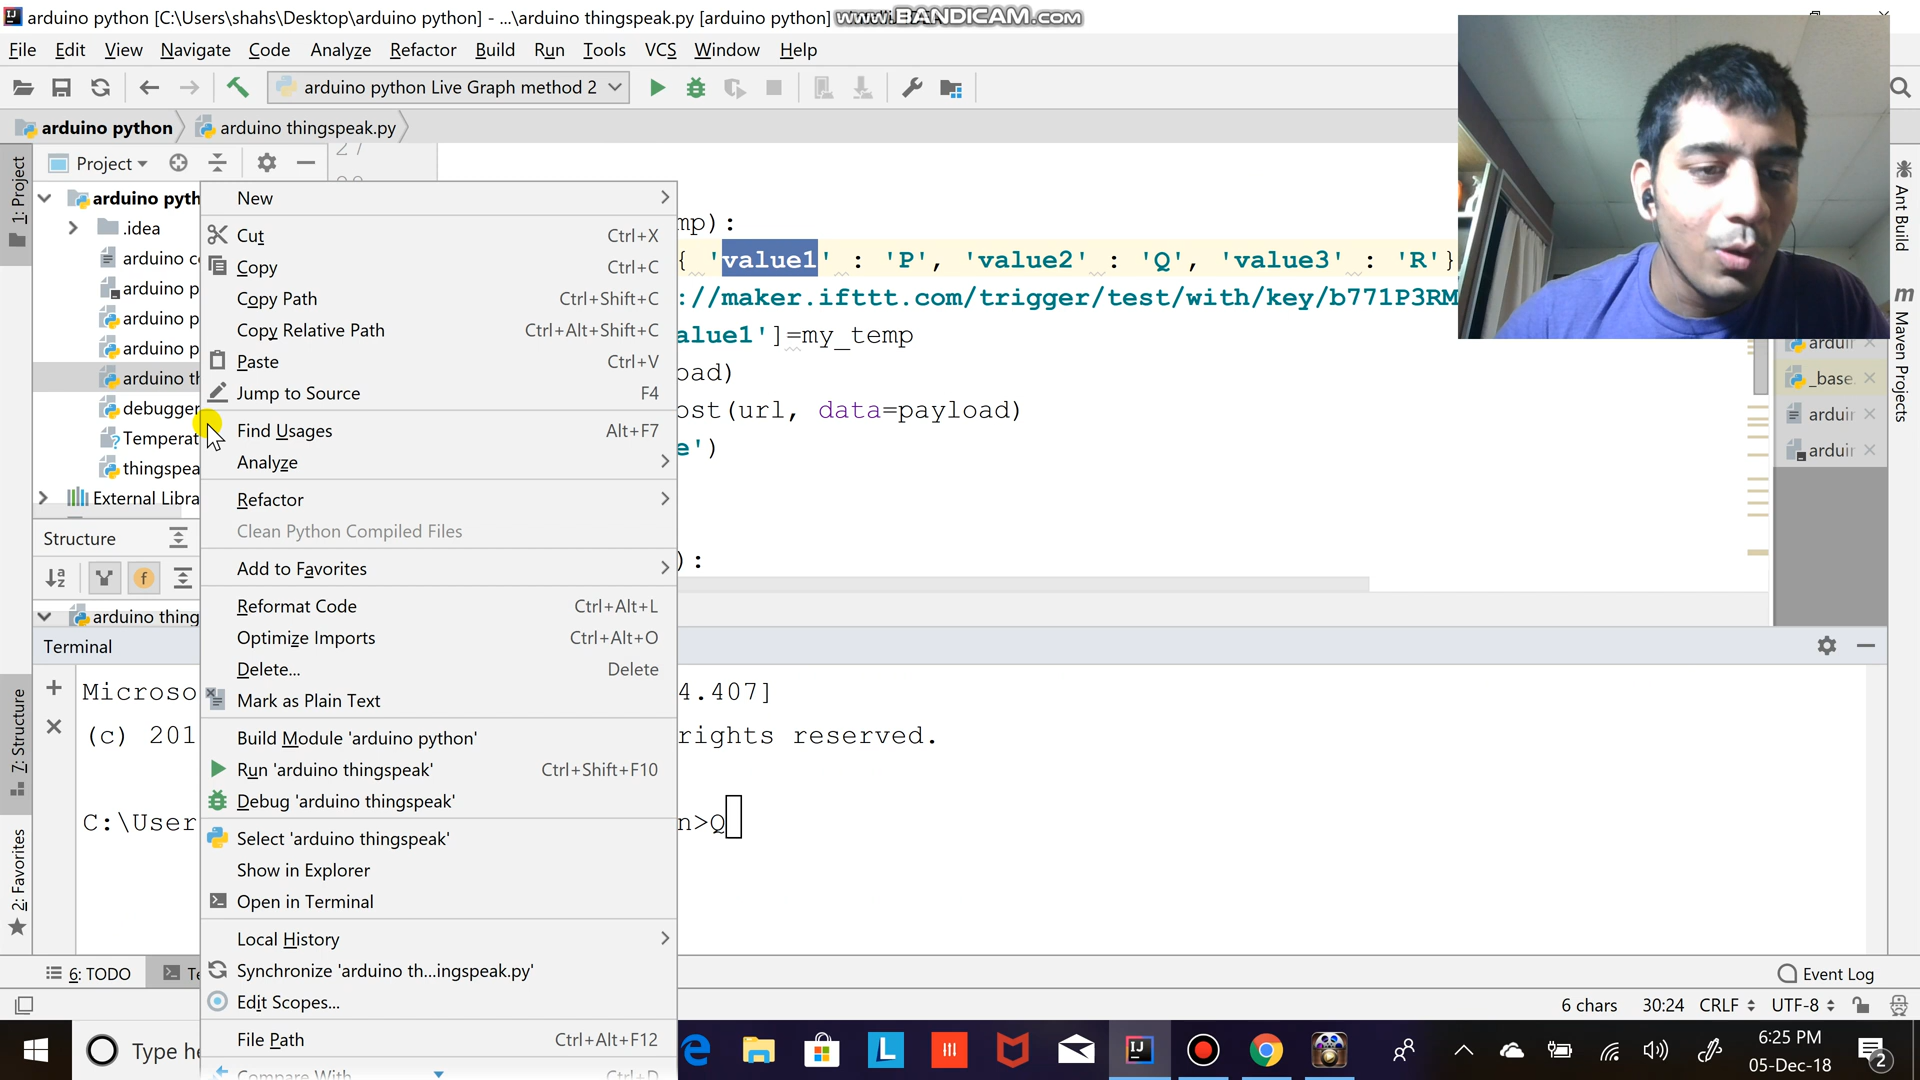 arduino python [C:\Users\shahs\Desktop\arduino python] - ...\arduino thingspeak.py [arduino python]
www.BANDICAM.com
File Edit View Navigate Code Analyze Refactor Build Run Tools VCS Window Help
arduino python Live Graph method 2
arduino python arduino thingspeak.py
1: Project
Project
27
arduino pyth
.idea
arduino c
arduino p
arduino p
arduino p
arduino th
debugger
Temperat
thingspea
External Libra
Structure
arduino thing
New
Cut Ctrl+X
Copy Ctrl+C
Copy Path Ctrl+Shift+C
Copy Relative Path Ctrl+Alt+Shift+C
Paste Ctrl+V
Jump to Source F4
Find Usages Alt+F7
Analyze
Refactor
Clean Python Compiled Files
Add to Favorites
Reformat Code Ctrl+Alt+L
Optimize Imports Ctrl+Alt+O
Delete... Delete
Mark as Plain Text
Build Module 'arduino python'
Run 'arduino thingspeak' Ctrl+Shift+F10
Debug 'arduino thingspeak'
Select 'arduino thingspeak'
Show in Explorer
Open in Terminal
Local History
Synchronize 'arduino th...ingspeak.py'
Edit Scopes...
File Path Ctrl+Alt+F12
Compare With... Ctrl+D
mp):
{ 'value1' : 'P', 'value2' : 'Q', 'value3' : 'R'}
://maker.ifttt.com/trigger/test/with/key/b771P3RM
alue1']=my_temp
oad)
ost(url, data=payload)
e')
):
Ant Build
Maven Projects
arduir
_base.
arduir
arduir
Terminal
Microso 4.407]
(c) 201 rights reserved.
C:\User n>Q
7: Structure
2: Favorites
6: TODO Te
Event Log
6 chars 30:24 CRLF UTF-8
Type he
6:25 PM
05-Dec-18
2